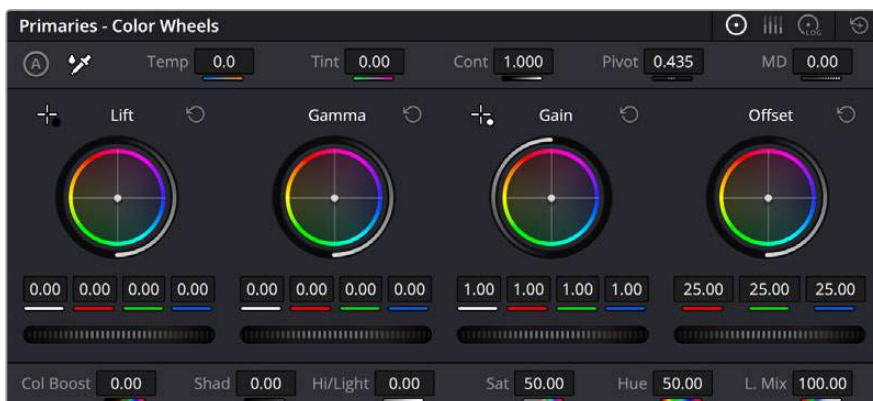 Primaries - Color Wheels
LOG
A Temp 0.0 Tint 0.00 Cont 1.000 Pivot 0.435 MD 0.00
Lift Gamma Gain Offset
0.00 0.00 0.00 0.00 0.00 0.00 0.00 0.00 1.00 1.00 1.00 1.00 25.00 25.00 25.00
Col Boost 0.00 Shad 0.00 Hi/Light 0.00 Sat 50.00 Hue 50.00 L. Mix 100.00